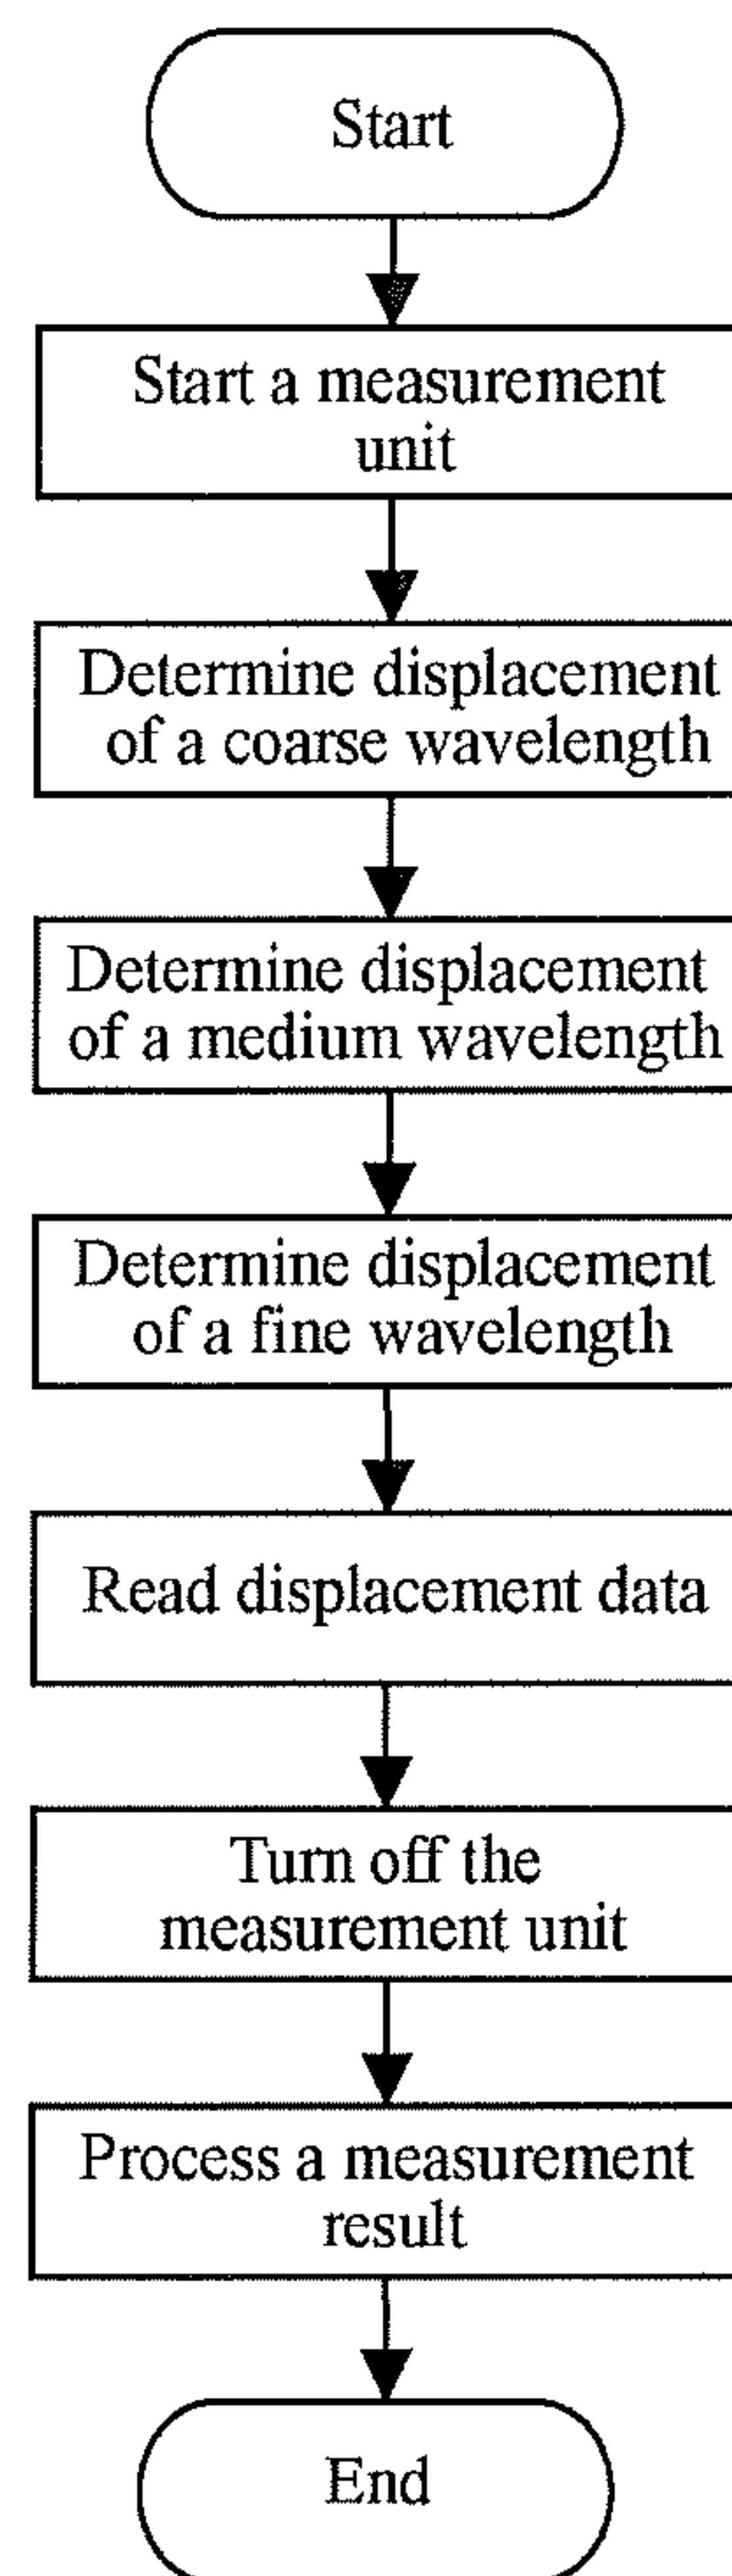 Start
Start a measurement
unit
Determine displacement
of a coarse wavelength
Determine displacement
of a medium wavelength
Determine displacement
of a fine wavelength
Read displacement data
Turn off the
measurement unit
Process a measurement
result
End